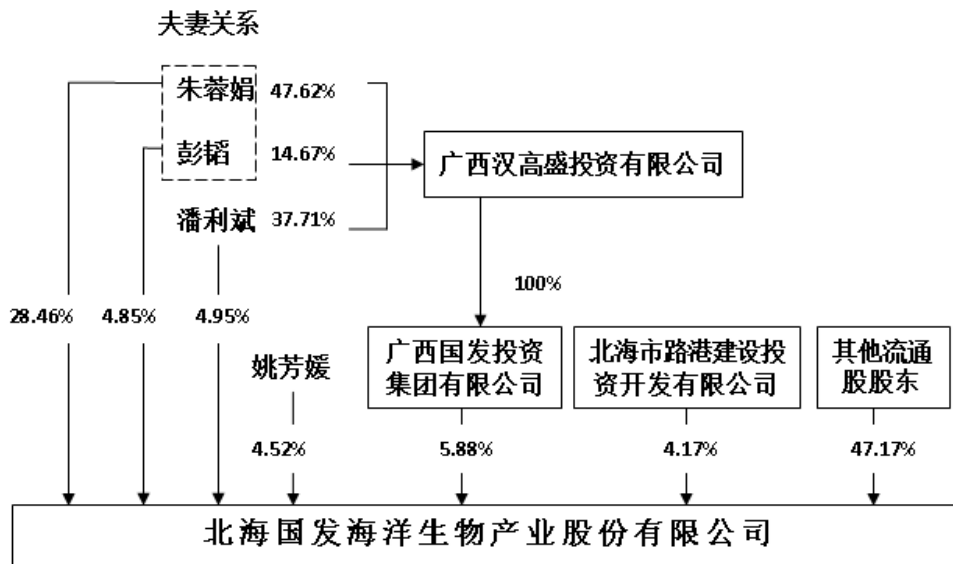 夫妻关系
朱蓉娟 47.62%
彭韬 14.67%
广西汉高盛投资有限公司
潘利斌 37.71%
100%
28.46% 4.85% 4.95%
姚芳媛
广西国发投资
集团有限公司
北海市路港建设投
资开发有限公司
其他流通
股股东
4.52% 5.88% 4.17% 47.17%
北海国发海洋生物产业股份有限公司